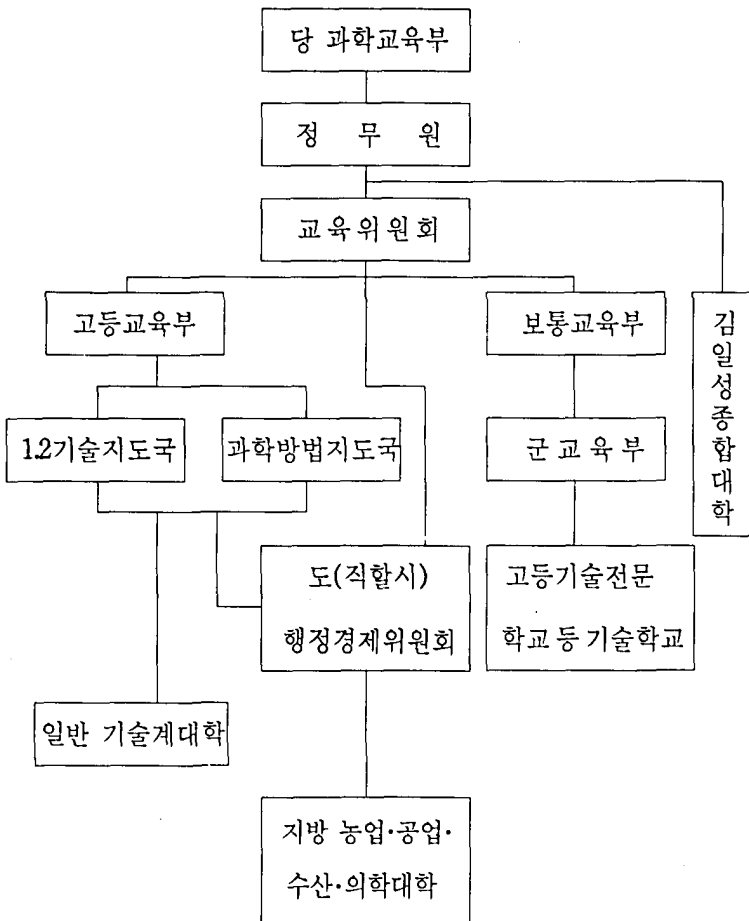 당 과학교육부
정 무 원
교육위원회
고등교육부
보통교육부
김일성종합대학
1.2기술지도국
과학방법지도국
군교육부
도(직할시)
행정경제위원회
고등기술전문
학교등 기술학교
일반 기술계대학
지방 농업·공업·
수산·의학대학